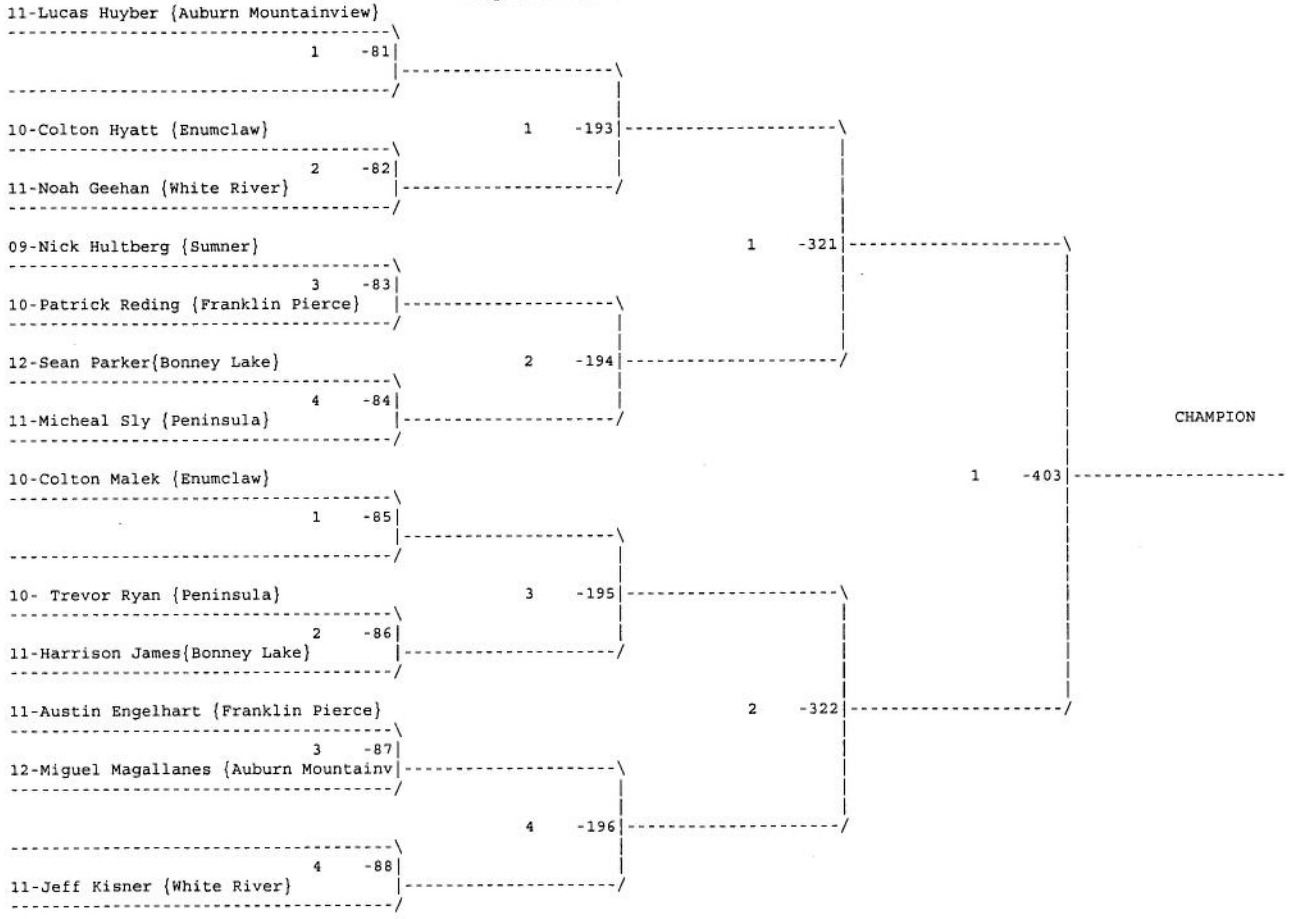 11-Lucas Huyber {Auburn Mountainview}
1 -81
10-Colton Hyatt {Enumclaw}
1 -193
2 -82
11-Noah Geehan {White River}
09-Nick Hultberg {Sumner}
1 -321
3 -83
10-Patrick Reding {Franklin Pierce}
12-Sean Parker{Bonney Lake}
2 -194
4 -84
11-Micheal Sly {Peninsula}
CHAMPION
10-Colton Malek {Enumclaw}
1 -403
1 -85
10- Trevor Ryan {Peninsula}
3 -195
2 -86
11-Harrison James{Bonney Lake}
11-Austin Engelhart {Franklin Pierce}
2 -322
3 -87
12-Miguel Magallanes {Auburn Mountainv
4 -196
4 -88
11-Jeff Kisner {White River}